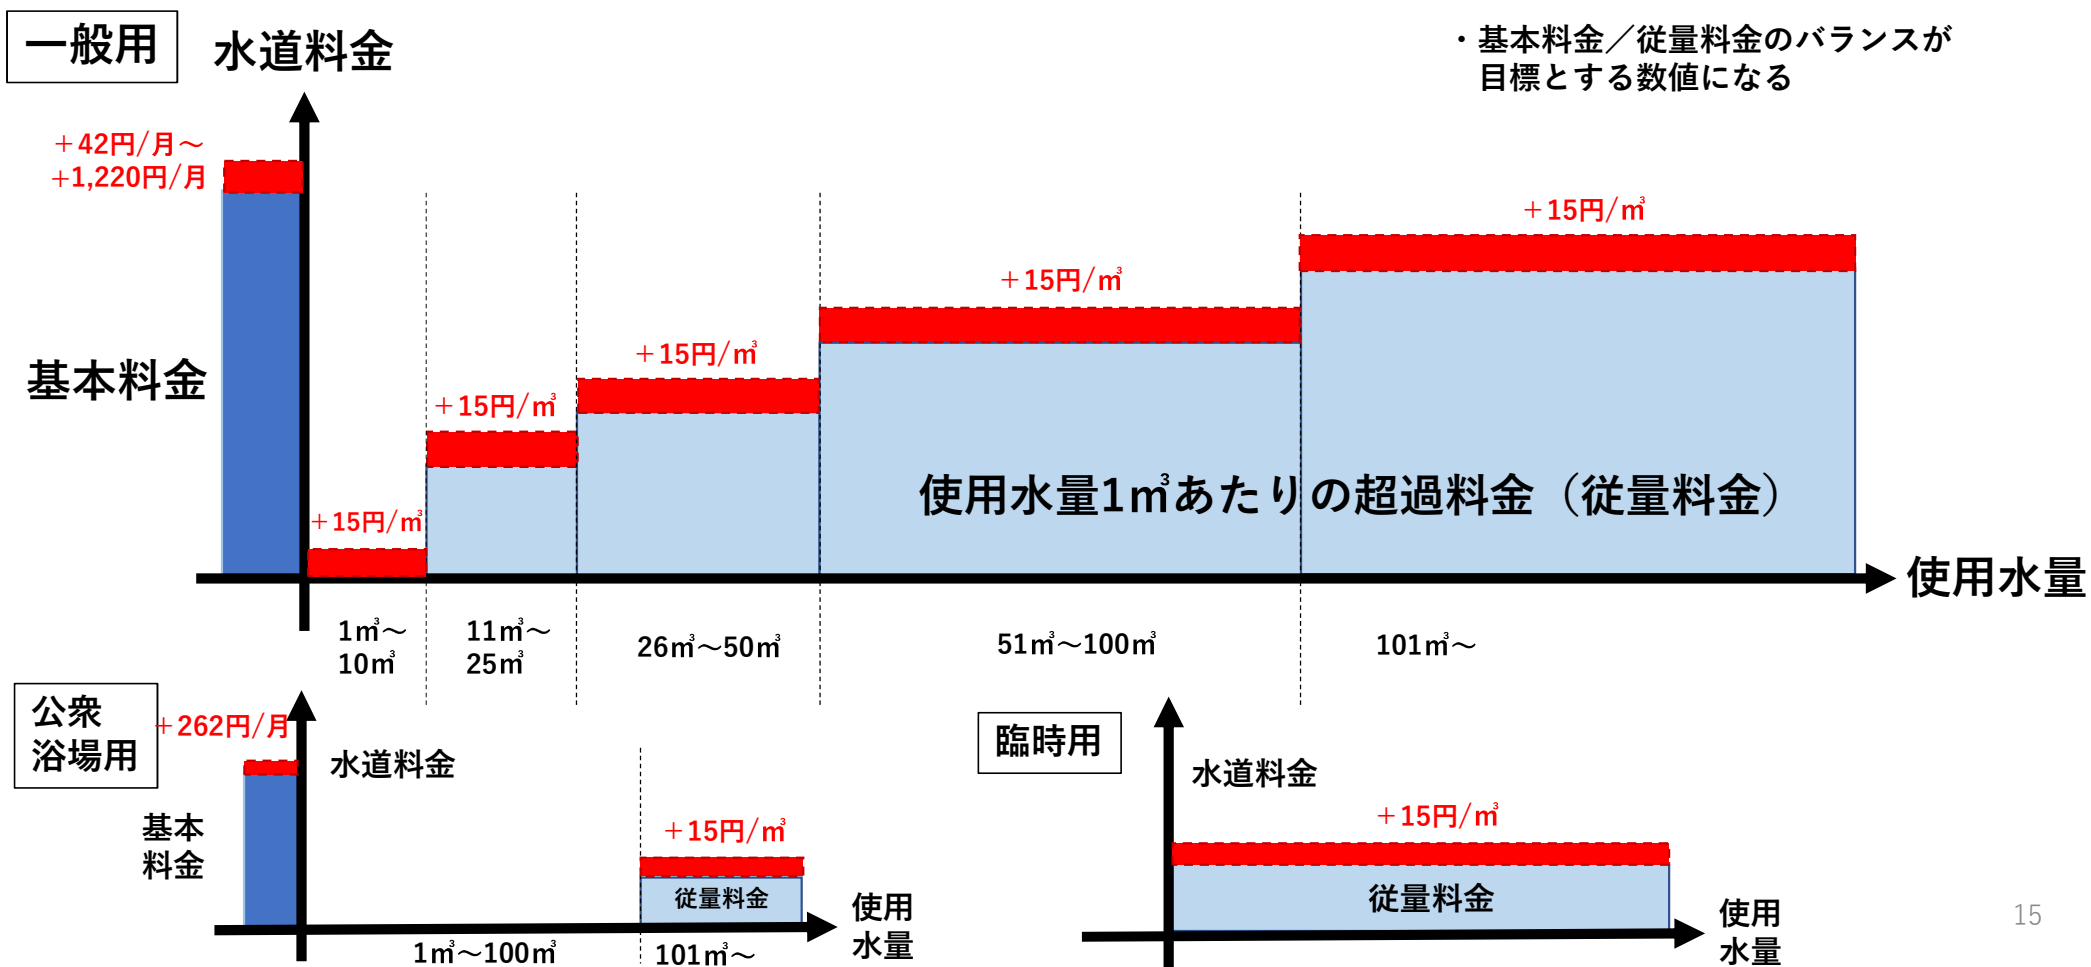 一般用
水道料金
・基本料金／従量料金のバランスが
目標とする数値になる
＋42円/月～
＋1,220円/月
基本料金
＋15円/㎥
＋15円/㎥
＋15円/㎥
＋15円/㎥
＋15円/㎥
使用水量1㎥あたりの超過料金（従量料金）
使用水量
1㎥～
10㎥
11㎥～
25㎥
26㎥～50㎥
51㎥～100㎥
101㎥～
公衆
浴場用
＋262円/月
水道料金
基本
料金
＋15円/㎥
従量料金
使用
水量
1㎥～100㎥
101㎥～
臨時用
水道料金
＋15円/㎥
従量料金
使用
水量
15